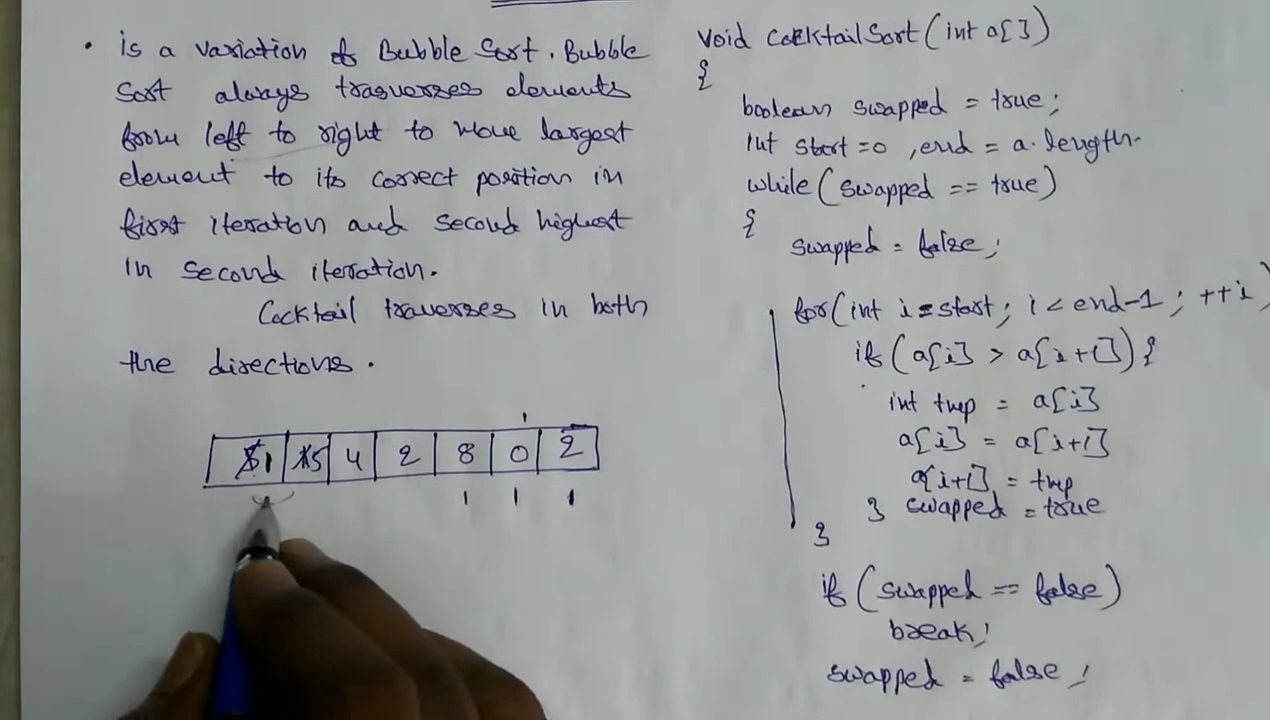 • is a variation of Bubble Sort. Bubble
Sort always trasverses elements
from left to right to move largest
element to its correct position in
first iteration and second highest
in second iteration.
Cocktail traverses in both
the directions.
1 5 4 2 8 0 2
void CocktailSort(int a[])
{
boolean swapped = true;
int start=0 ,end = a.length-
while(swapped == true)
{
swapped = false;
for(int i=start; i<end-1; ++i)
if (a[i] > a[i+1]){
int tmp = a[i]
a[i] = a[i+1]
a[i+1] = tmp
} swapped = true
}
if (swapped == false)
break;
swapped = false;